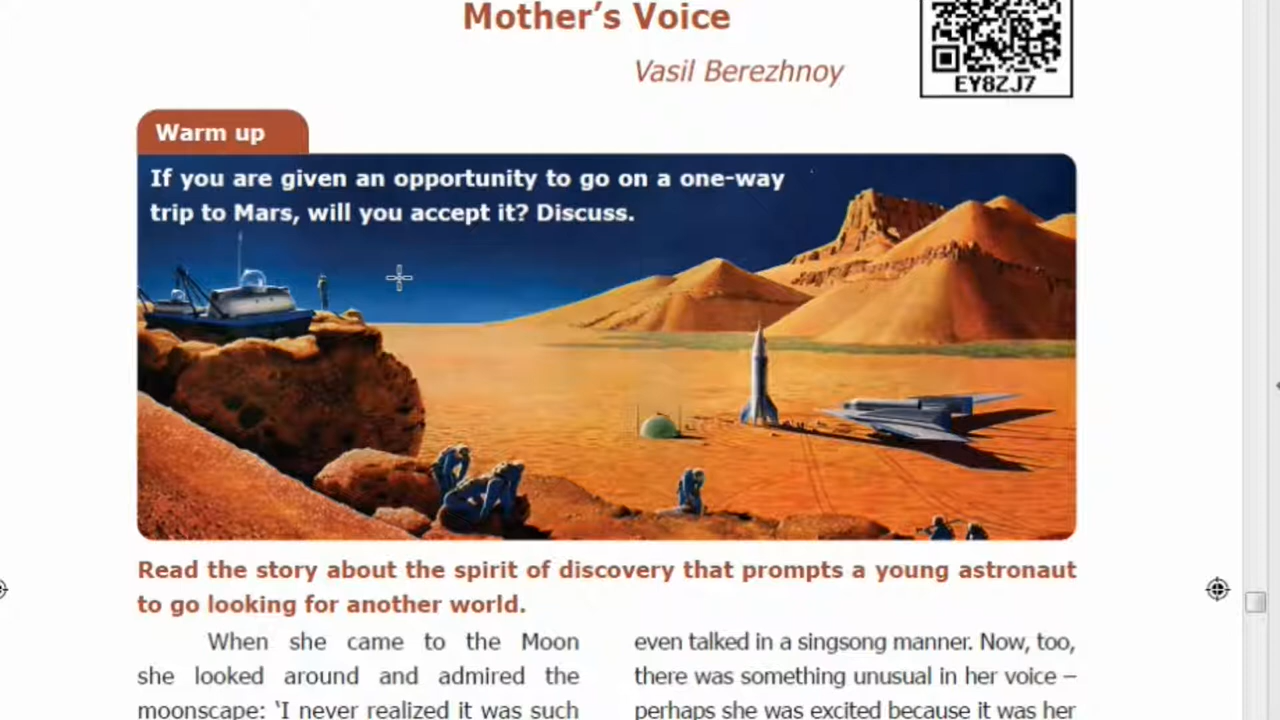 Mother's Voice
Vasil Berezhnoy
EY8ZJ7
Warm up
If you are given an opportunity to go on a one-way
trip to Mars, will you accept it? Discuss.
Read the story about the spirit of discovery that prompts a young astronaut
to go looking for another world.
When she came to the Moon
she looked around and admired the
moonscape: 'I never realized it was such
even talked in a singsong manner. Now, too,
there was something unusual in her voice –
perhaps she was excited because it was her